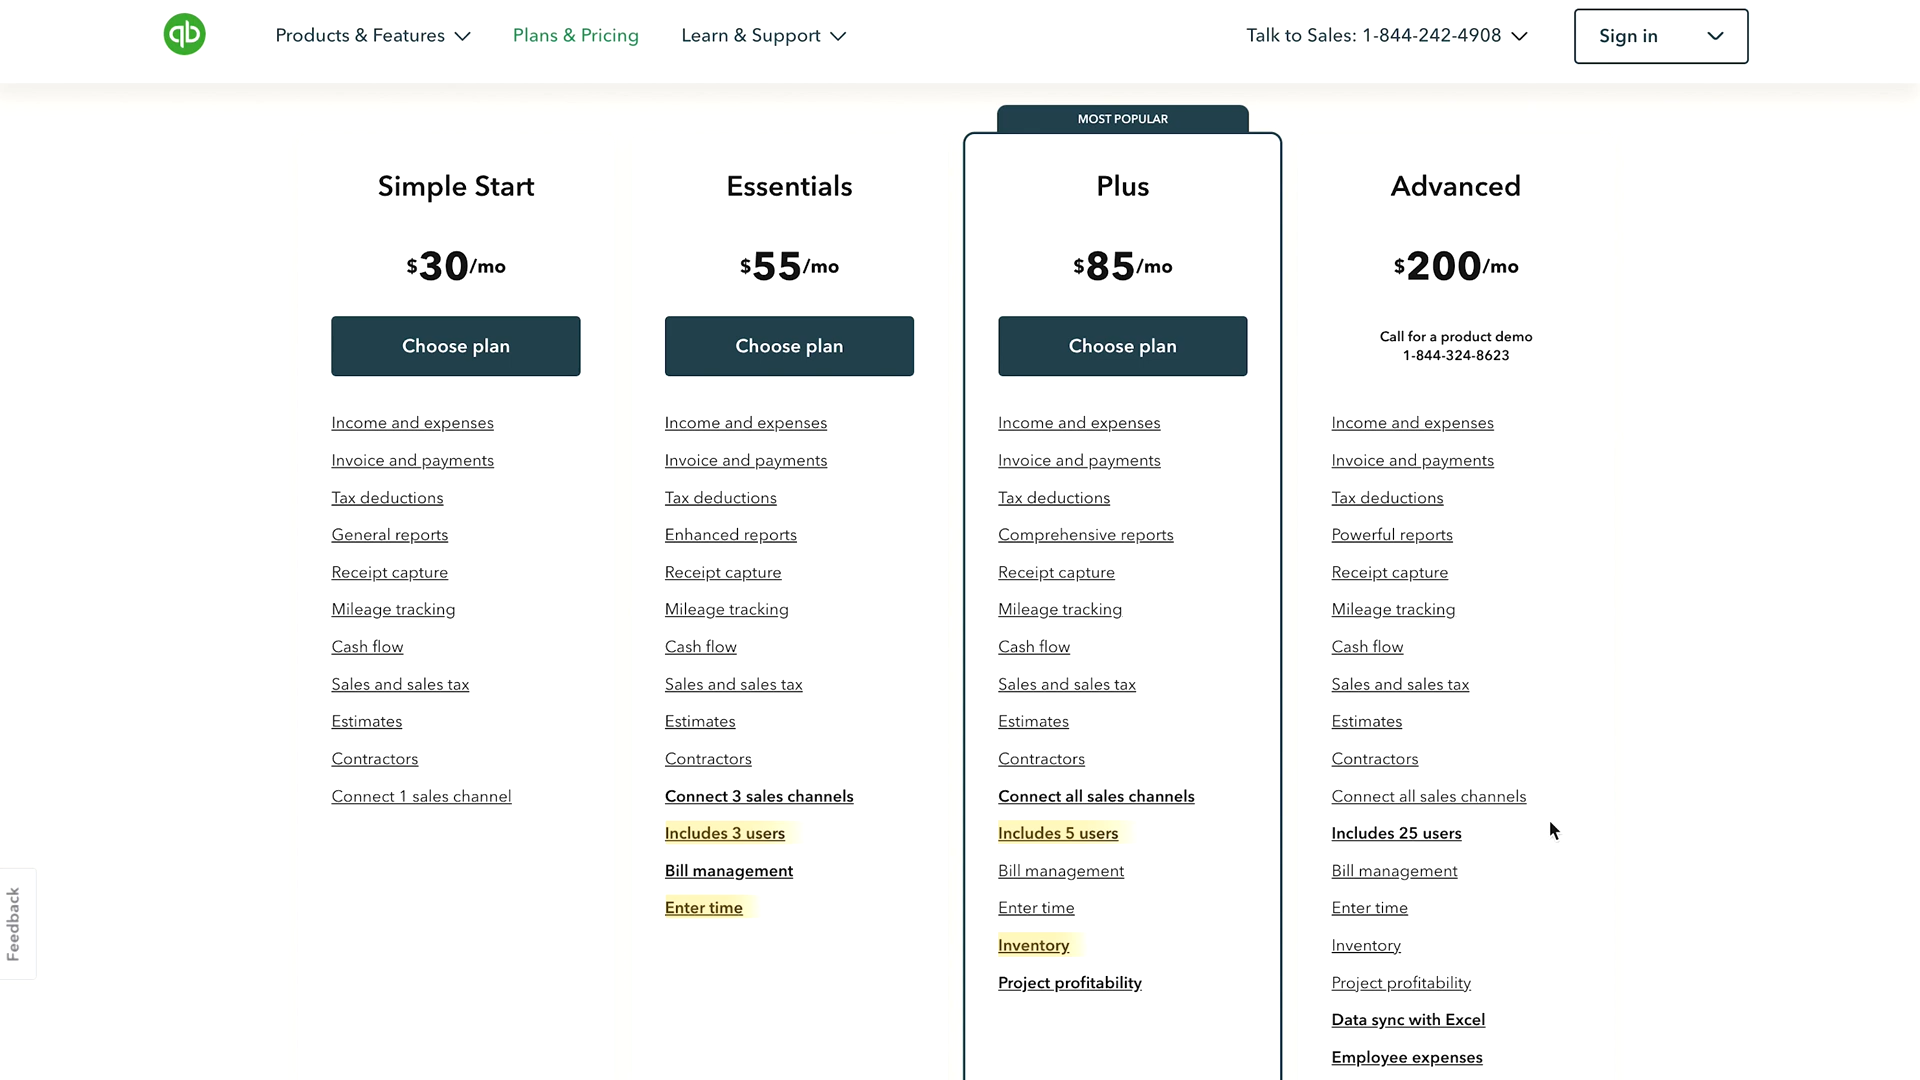 qb
Products & Features
Plans & Pricing
Learn & Support
Talk to Sales: 1-844-242-4908
Sign in
MOST POPULAR
Simple Start
$30/mo
Choose plan
Income and expenses
Invoice and payments
Tax deductions
General reports
Receipt capture
Mileage tracking
Cash flow
Sales and sales tax
Estimates
Contractors
Connect 1 sales channel
Essentials
$55/mo
Choose plan
Income and expenses
Invoice and payments
Tax deductions
Enhanced reports
Receipt capture
Mileage tracking
Cash flow
Sales and sales tax
Estimates
Contractors
Connect 3 sales channels
Includes 3 users
Bill management
Enter time
Plus
$85/mo
Choose plan
Income and expenses
Invoice and payments
Tax deductions
Comprehensive reports
Receipt capture
Mileage tracking
Cash flow
Sales and sales tax
Estimates
Contractors
Connect all sales channels
Includes 5 users
Bill management
Enter time
Inventory
Project profitability
Advanced
$200/mo
Call for a product demo
1-844-324-8623
Income and expenses
Invoice and payments
Tax deductions
Powerful reports
Receipt capture
Mileage tracking
Cash flow
Sales and sales tax
Estimates
Contractors
Connect all sales channels
Includes 25 users
Bill management
Enter time
Inventory
Project profitability
Data sync with Excel
Employee expenses
Feedback